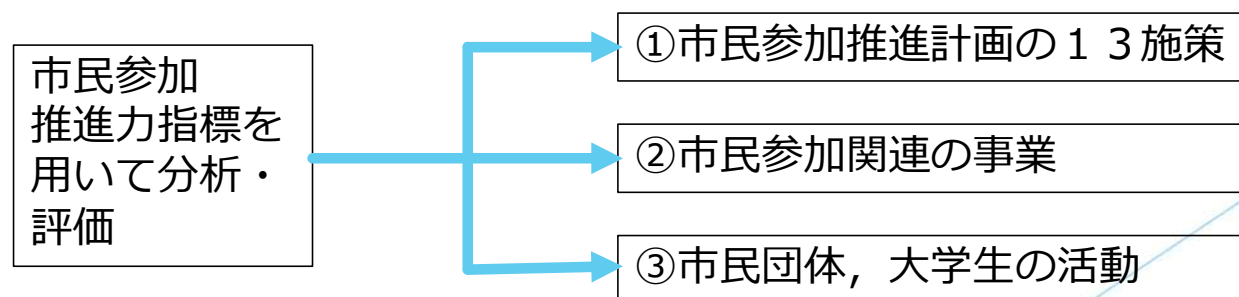 市民参加
推進力指標を
用いて分析・
評価
①市民参加推進計画の１３施策
②市民参加関連の事業
③市民団体，大学生の活動